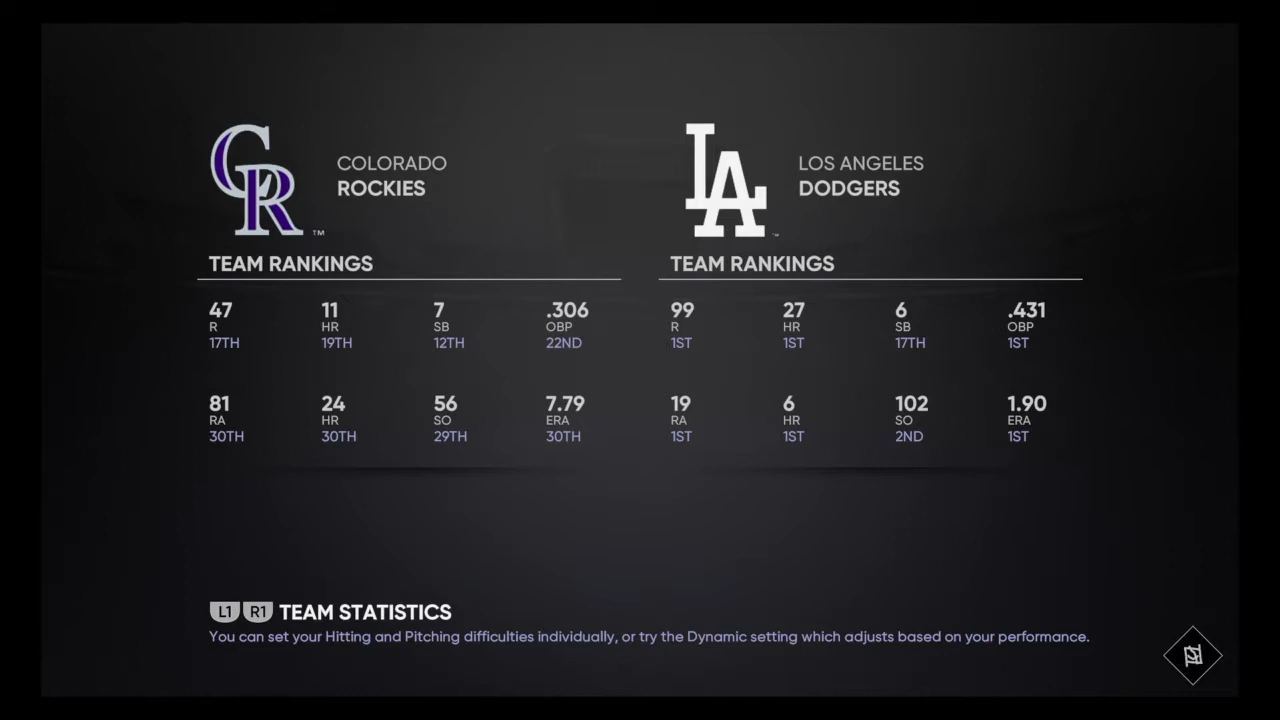 COLORADO
ROCKIES
TEAM RANKINGS
47 11 7 .306
R HR SB OBP
17TH 19TH 12TH 22ND
81 24 56 7.79
RA HR SO ERA
30TH 30TH 29TH 30TH
LA
LOS ANGELES
DODGERS
TEAM RANKINGS
99 27 6 .431
R HR SB OBP
1ST 1ST 17TH 1ST
19 6 102 1.90
RA HR SO ERA
1ST 1ST 2ND 1ST
L1 R1 TEAM STATISTICS
You can set your Hitting and Pitching difficulties individually, or try the Dynamic setting which adjusts based on your performance.